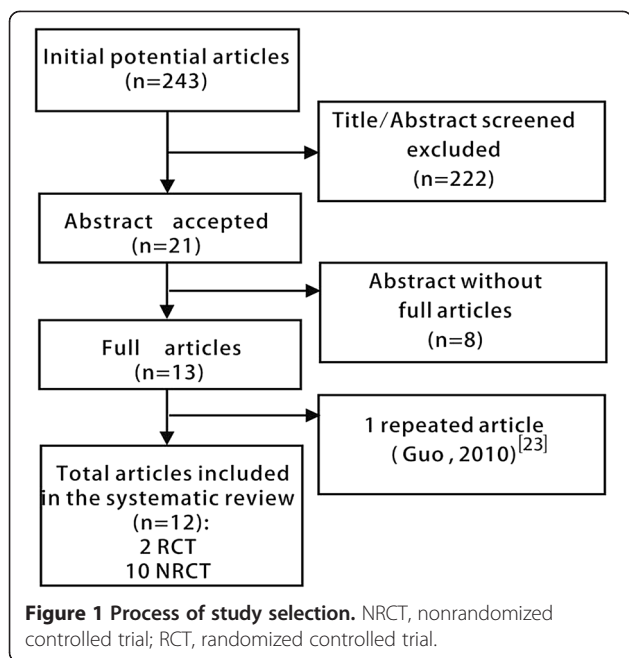 Initial potential articles
(n=243)
Title/Abstract screened
excluded
(n=222)
Abstract accepted
(n=21)
Abstract without
full articles
(n=8)
Full articles
(n=13)
1 repeated article
(Guo, 2010)[23]
Total articles included
in the systematic review
(n=12):
2 RCT
10 NRCT
Figure 1 Process of study selection. NRCT, nonrandomized
controlled trial; RCT, randomized controlled trial.